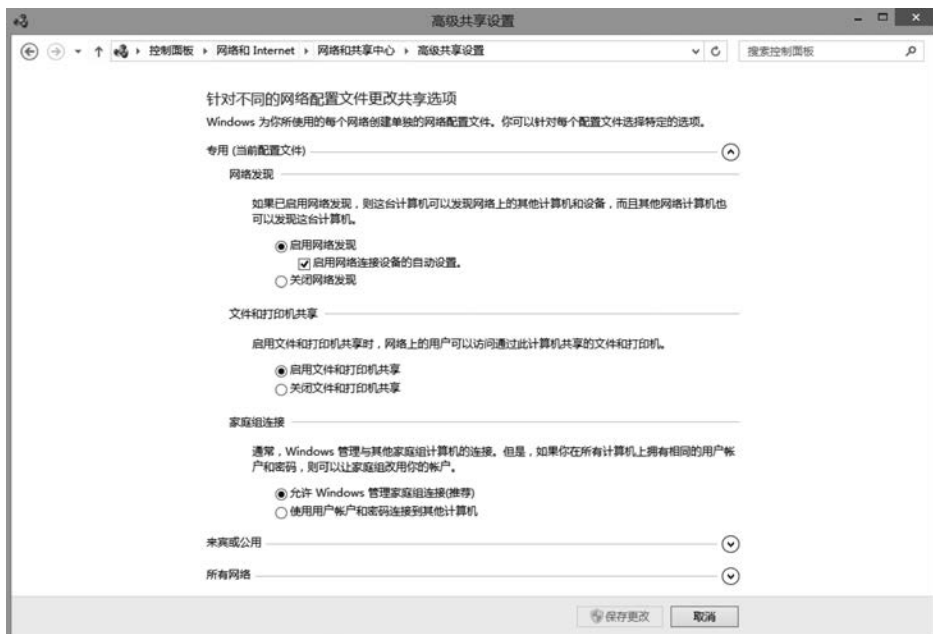 高级共享设置
控制面板 网络和 Internet 网络和共享中心 高级共享设置
搜索控制面板
针对不同的网络配置文件更改共享选项
Windows 为你所使用的每个网络创建单独的网络配置文件。你可以针对每个配置文件选择特定的选项。
专用 (当前配置文件)
网络发现
如果已启用网络发现，则这台计算机可以发现网络上的其他计算机和设备，而且其他网络计算机也
可以发现这台计算机。
启用网络发现
启用网络连接设备的自动设置。
关闭网络发现
文件和打印机共享
启用文件和打印机共享时，网络上的用户可以访问通过此计算机共享的文件和打印机。
启用文件和打印机共享
关闭文件和打印机共享
家庭组连接
通常，Windows 管理与其他家庭组计算机的连接。但是，如果你在所有计算机上拥有相同的用户帐
户和密码，则可以让家庭组改用你的帐户。
允许 Windows 管理家庭组连接(推荐)
使用用户帐户和密码连接到其他计算机
来宾或公用
所有网络
保存更改
取消